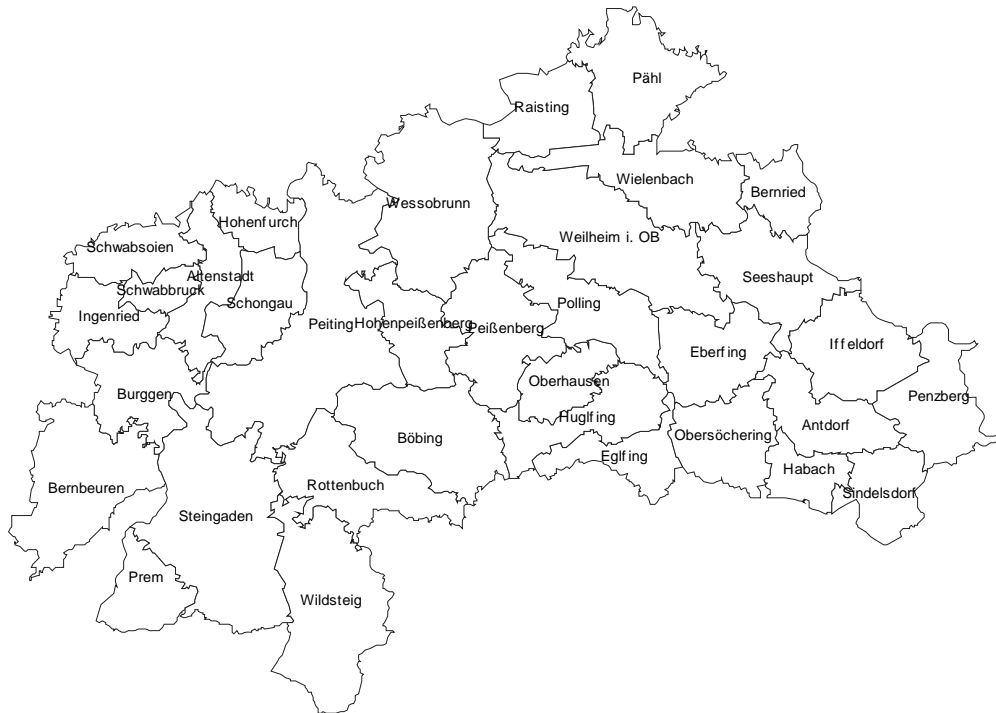 Pähl
Raisting
Wielenbach
Bernried
Wessobrunn
Hohenfurch
Weilheim i. OB
Schwabsoien
Altenstadt
Seeshaupt
Schwabbruck
Schongau
Polling
Ingenried
Peiting
Hohenpeißenberg
Peißenberg
Iffeldorf
Eberfing
Oberhausen
Burggen
Penzberg
Huglfing
Antdorf
Böbing
Obersöchering
Eglfing
Habach
Bernbeuren
Rottenbuch
Sindelsdorf
Steingaden
Prem
Wildsteig